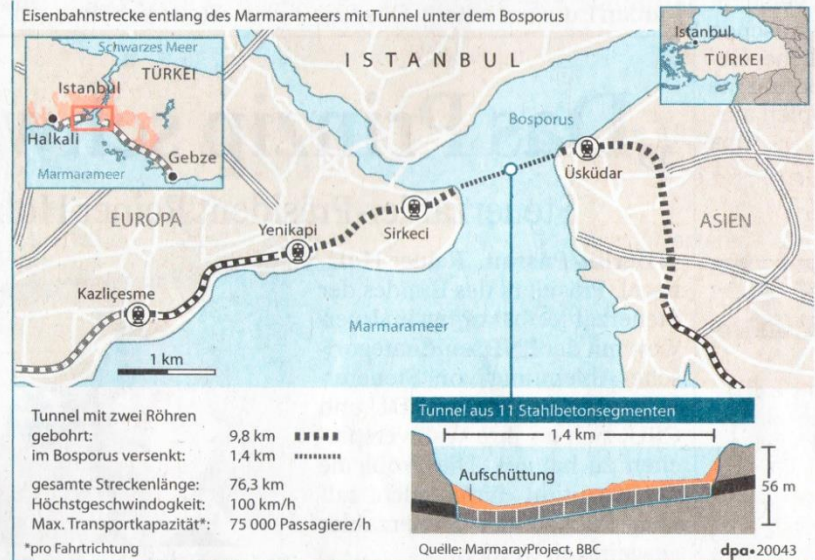 Eisenbahnstrecke entlang des Marmarameers mit Tunnel unter dem Bosporus
Schwarzes Meer
TÜRKEI
Istanbul
Halkali
Gebze
Marmarameer
ISTANBUL
Istanbul
TÜRKEI
Bosporus
Üsküdar
EUROPA
Yenikapi
Sirkeci
ASIEN
Kazliçesme
Marmarameer
1 km
Tunnel mit zwei Röhren
gebohrt: 9,8 km
im Bosporus versenkt: 1,4 km
gesamte Streckenlänge: 76,3 km
Höchstgeschwindogkeit: 100 km/h
Max. Transportkapazität*: 75 000 Passagiere/h
*pro Fahrtrichtung
Tunnel aus 11 Stahlbetonsegmenten
1,4 km
Aufschüttung
56 m
Quelle: MarmarayProject, BBC
dpa•20043